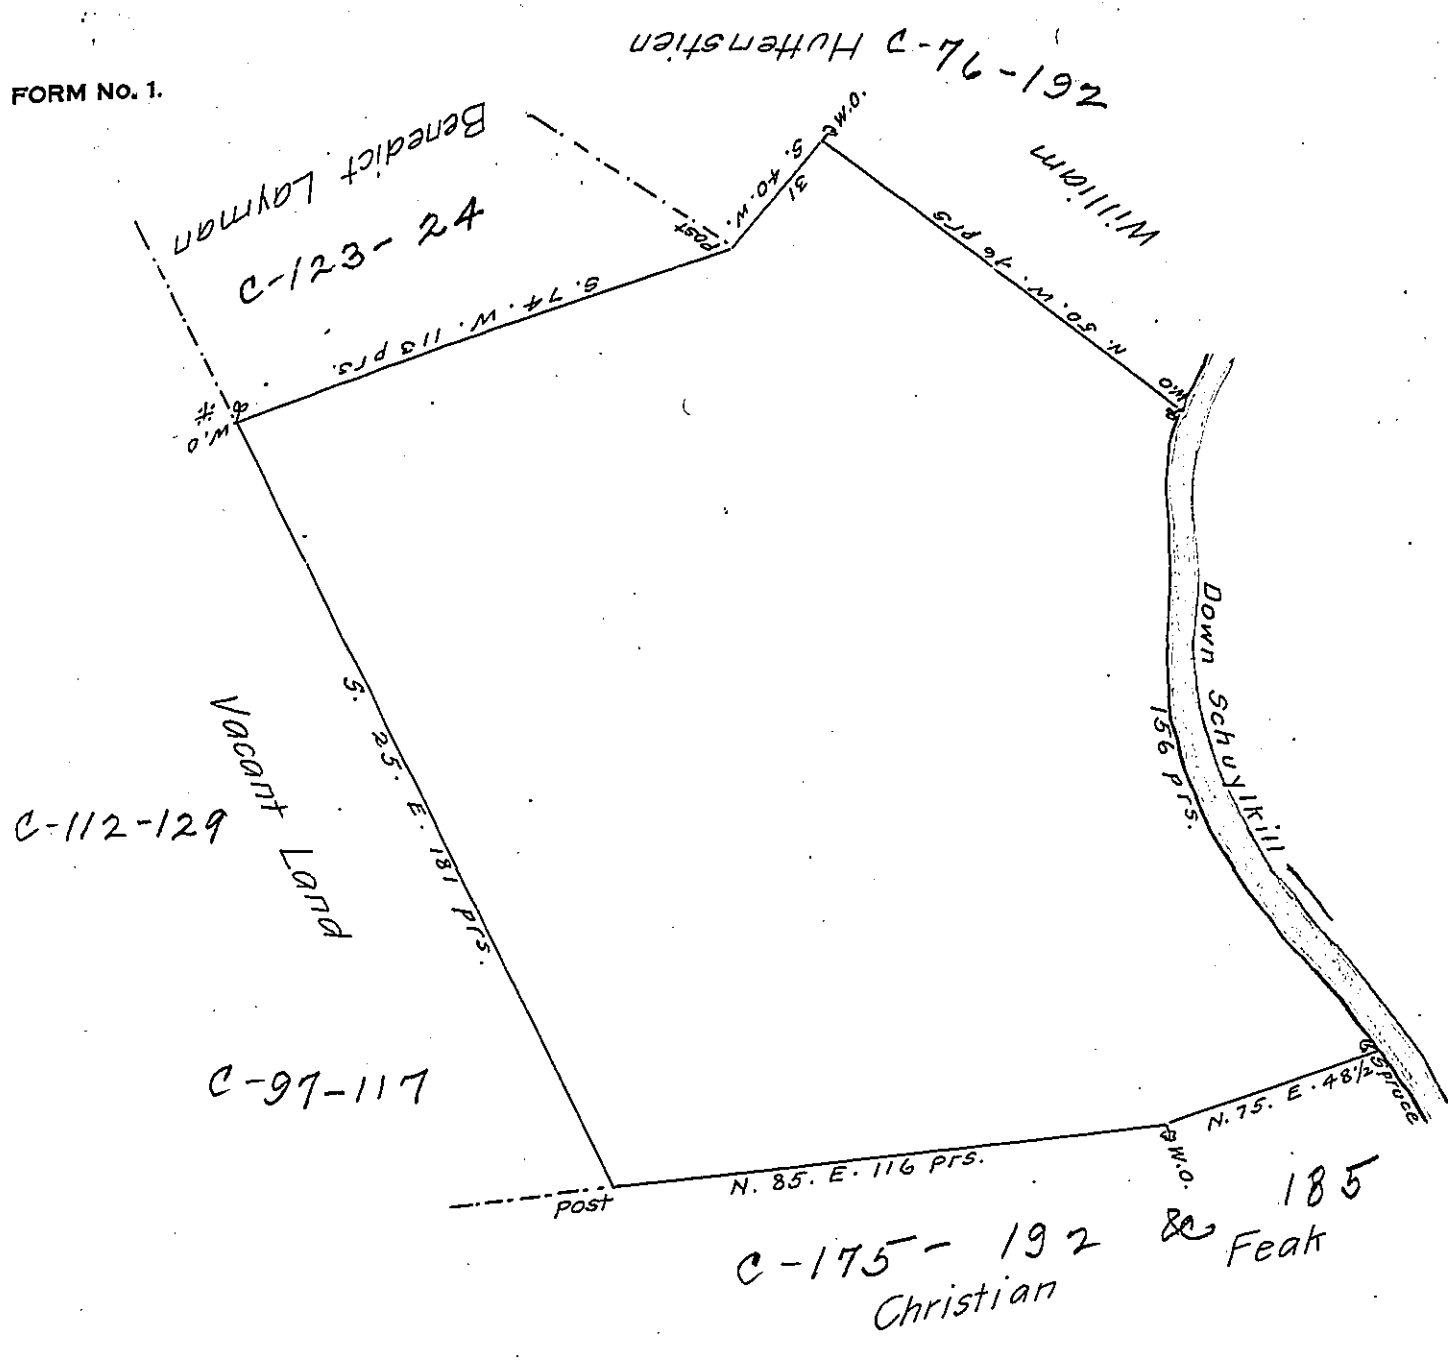 FORM No. 1.
William Huttenstien C-76-192
Benedict Layman
C-123-24
W.O.
S. 40. W.
31
Post
S. 74. W. 113 prs.
N. 50. W. 76 prs
W.O
W.O
Down Schuylkill
156 prs.
S. 25. E. 181 prs.
Vacant Land
C-112-129
C-97-117
Spruce
N. 75. E. 48½
W.O.
N. 85. E. 116 prs.
Post
C-175-192 &c 185
Christian Feak